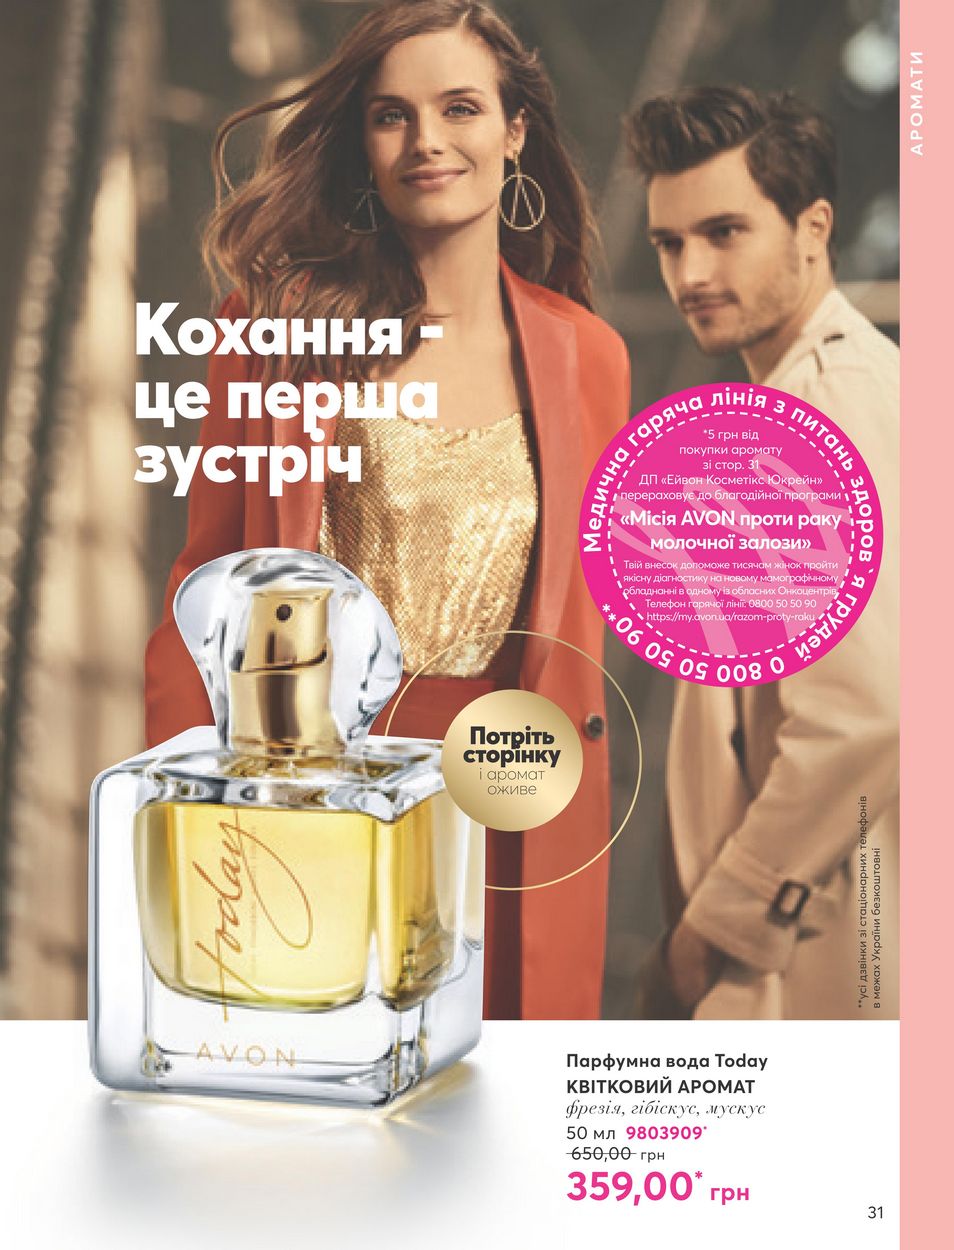 АРОМАТИ
Кохання -
це перша
зустріч
Медична гаряча лінія з питань здоров`я грудей 0 800 50 50 90**
*5 грн від
покупки аромату
зі стор. 31
ДП «Ейвон Косметікс Юкрейн»
перераховує до благодійної програми
«Місія AVON проти раку
молочної залози»
Твій внесок допоможе тисячам жінок пройти
якісну діагностику на новому мамографічному
обладнанні в одному із обласних Онкоцентрів.
Телефон гарячої лінії: 0800 50 50 90
https://my.avon.ua/razom-proty-raku
Потріть
сторінку
і аромат
оживе
today
AVON
**усі дзвінки зі стаціонарних телефонів
в межах України безкоштовні
Парфумна вода Today
КВІТКОВИЙ АРОМАТ
фрезія, гібіскус, мускус
50 мл 9803909*
650,00 грн
359,00* грн
31